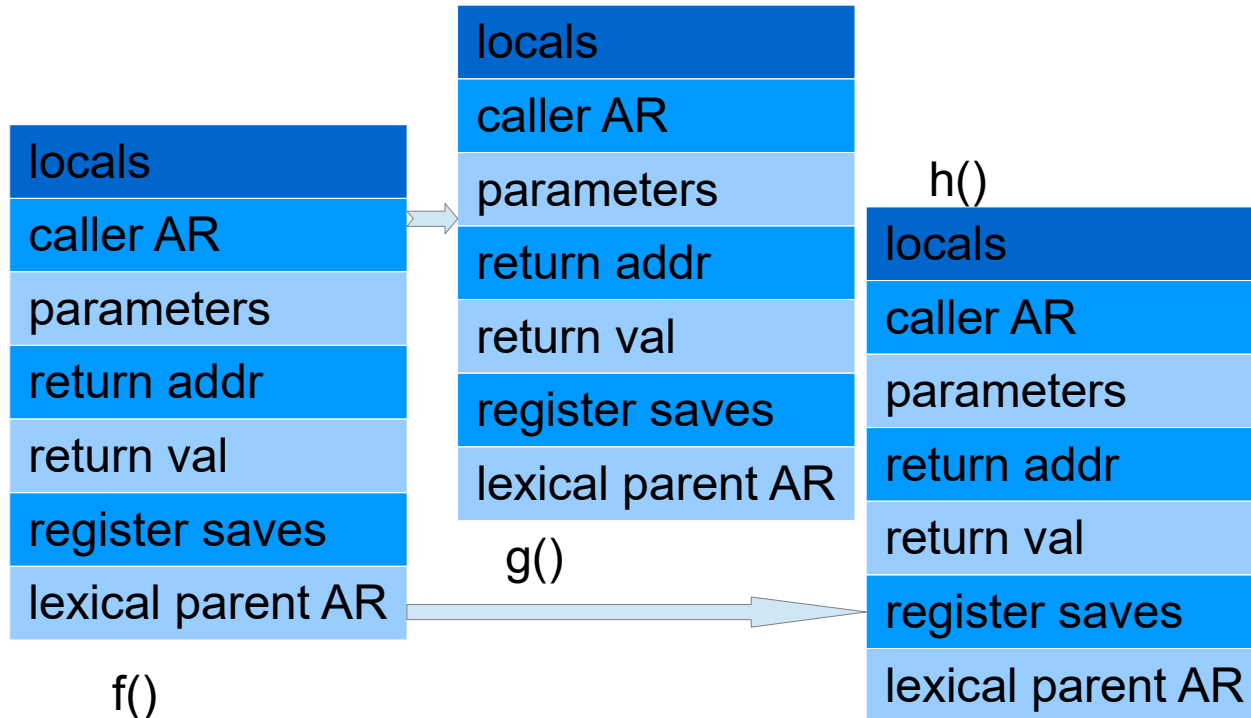 locals
caller AR
parameters
return addr
return val
register saves
lexical parent AR
f()
locals
caller AR
parameters
return addr
return val
register saves
lexical parent AR
g()
h()
locals
caller AR
parameters
return addr
return val
register saves
lexical parent AR